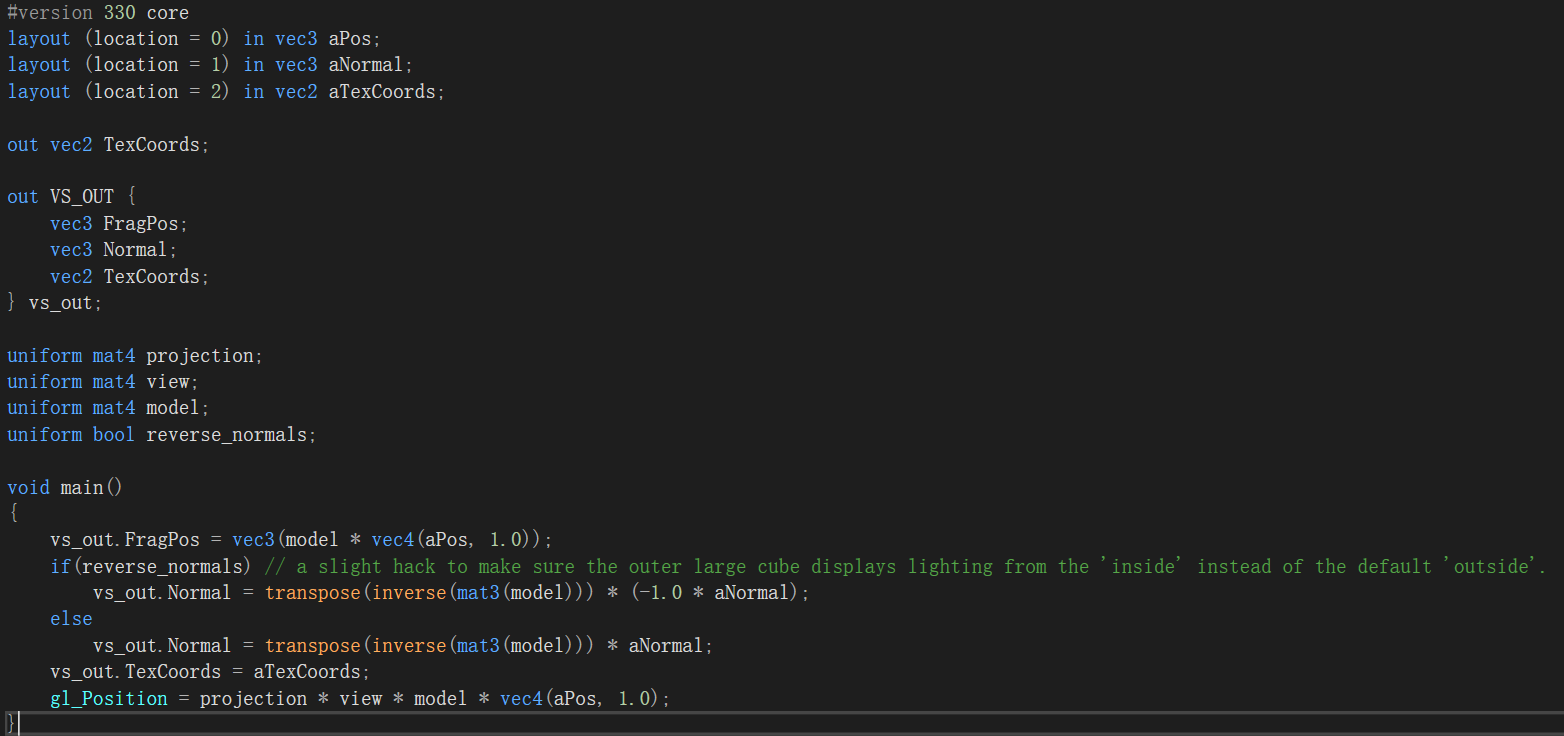 #version 330 core
layout (location = 0) in vec3 aPos;
layout (location = 1) in vec3 aNormal;
layout (location = 2) in vec2 aTexCoords;

out vec2 TexCoords;

out VS_OUT {
    vec3 FragPos;
    vec3 Normal;
    vec2 TexCoords;
} vs_out;

uniform mat4 projection;
uniform mat4 view;
uniform mat4 model;
uniform bool reverse_normals;

void main()
{
    vs_out.FragPos = vec3(model * vec4(aPos, 1.0));
    if(reverse_normals) // a slight hack to make sure the outer large cube displays lighting from the 'inside' instead of the default 'outside'.
        vs_out.Normal = transpose(inverse(mat3(model))) * (-1.0 * aNormal);
    else
        vs_out.Normal = transpose(inverse(mat3(model))) * aNormal;
    vs_out.TexCoords = aTexCoords;
    gl_Position = projection * view * model * vec4(aPos, 1.0);
}